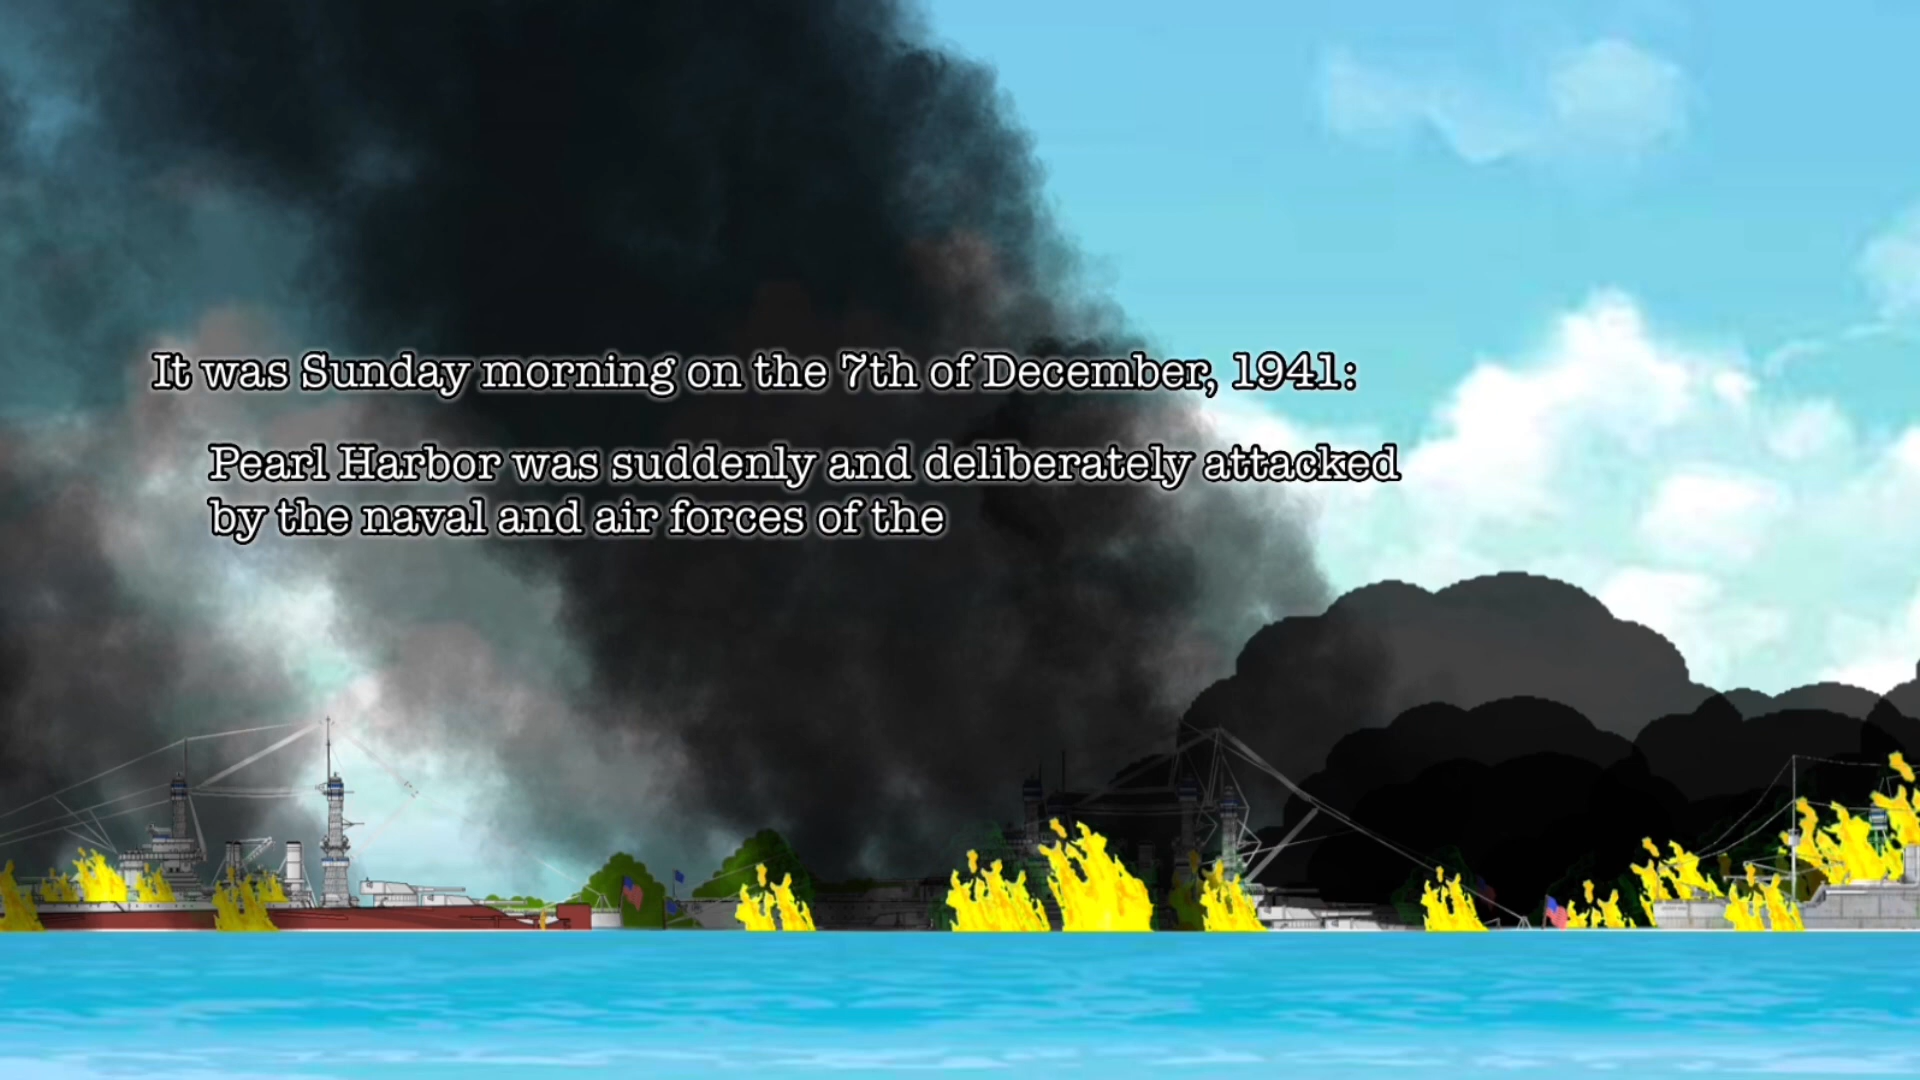 It was Sunday morning on the 7th of December, 1941:
Pearl Harbor was suddenly and deliberately attacked
by the naval and air forces of the